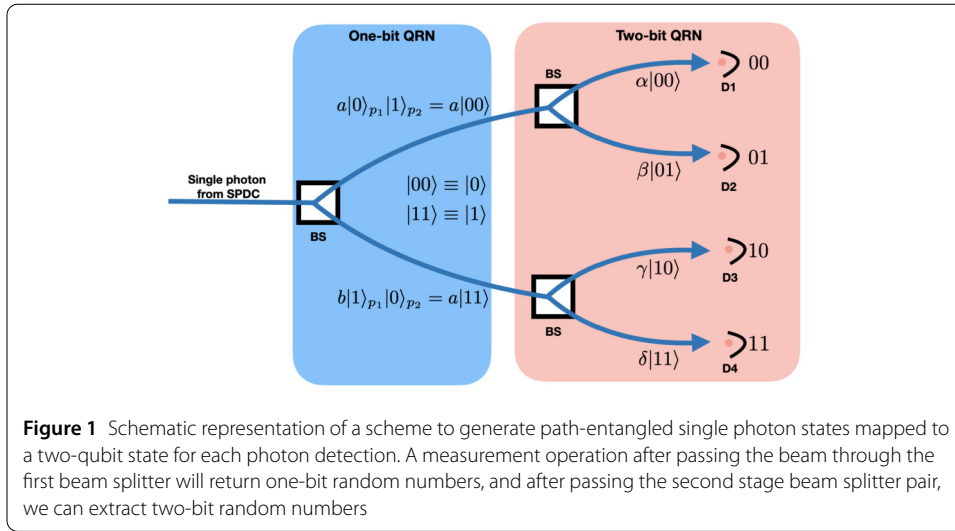 One-bit QRN
Two-bit QRN
BS
α|00⟩
D1
00
a|0⟩p₁|1⟩p₂ = a|00⟩
β|01⟩
D2
01
Single photon
from SPDC
|00⟩ ≡ |0⟩
|11⟩ ≡ |1⟩
BS
γ|10⟩
D3
10
b|1⟩p₁|0⟩p₂ = a|11⟩
BS
δ|11⟩
D4
11
Figure 1 Schematic representation of a scheme to generate path-entangled single photon states mapped to
a two-qubit state for each photon detection. A measurement operation after passing the beam through the
first beam splitter will return one-bit random numbers, and after passing the second stage beam splitter pair,
we can extract two-bit random numbers